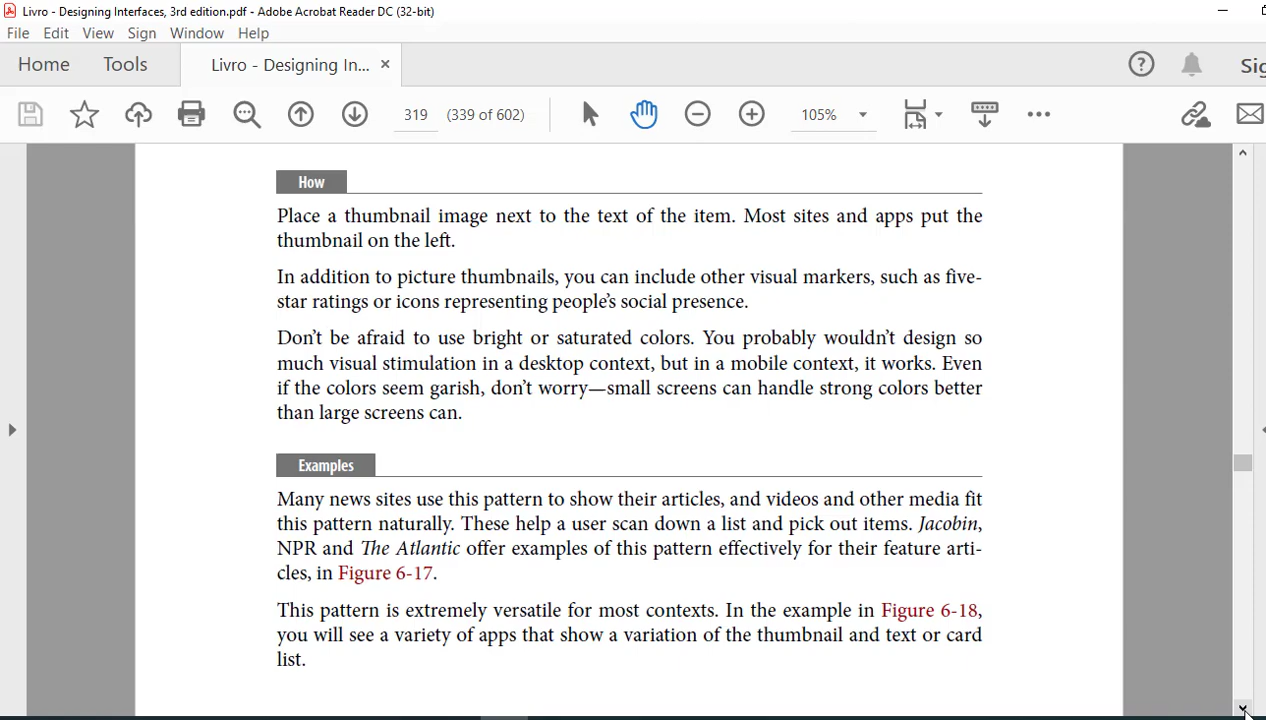 Livro - Designing Interfaces, 3rd edition.pdf - Adobe Acrobat Reader DC (32-bit)
File Edit View Sign Window Help
Home Tools Livro - Designing In... × ? Sig
319 (339 of 602) 105%
How
Place a thumbnail image next to the text of the item. Most sites and apps put the
thumbnail on the left.
In addition to picture thumbnails, you can include other visual markers, such as five-
star ratings or icons representing people's social presence.
Don't be afraid to use bright or saturated colors. You probably wouldn't design so
much visual stimulation in a desktop context, but in a mobile context, it works. Even
if the colors seem garish, don't worry—small screens can handle strong colors better
than large screens can.
Examples
Many news sites use this pattern to show their articles, and videos and other media fit
this pattern naturally. These help a user scan down a list and pick out items. Jacobin,
NPR and The Atlantic offer examples of this pattern effectively for their feature arti-
cles, in Figure 6-17.
This pattern is extremely versatile for most contexts. In the example in Figure 6-18,
you will see a variety of apps that show a variation of the thumbnail and text or card
list.